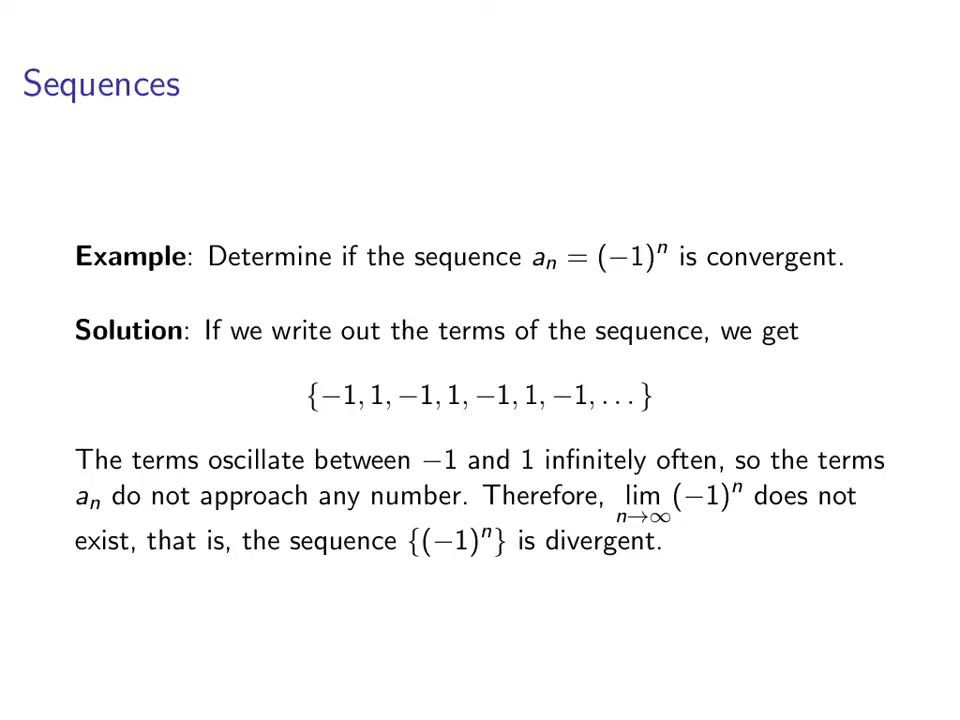 Sequences
Example: Determine if the sequence aₙ = (−1)ⁿ is convergent.
Solution: If we write out the terms of the sequence, we get
{−1, 1, −1, 1, −1, 1, −1, . . . }
The terms oscillate between −1 and 1 infinitely often, so the terms
aₙ do not approach any number. Therefore, lim n→∞ (−1)ⁿ does not
exist, that is, the sequence {(−1)ⁿ} is divergent.